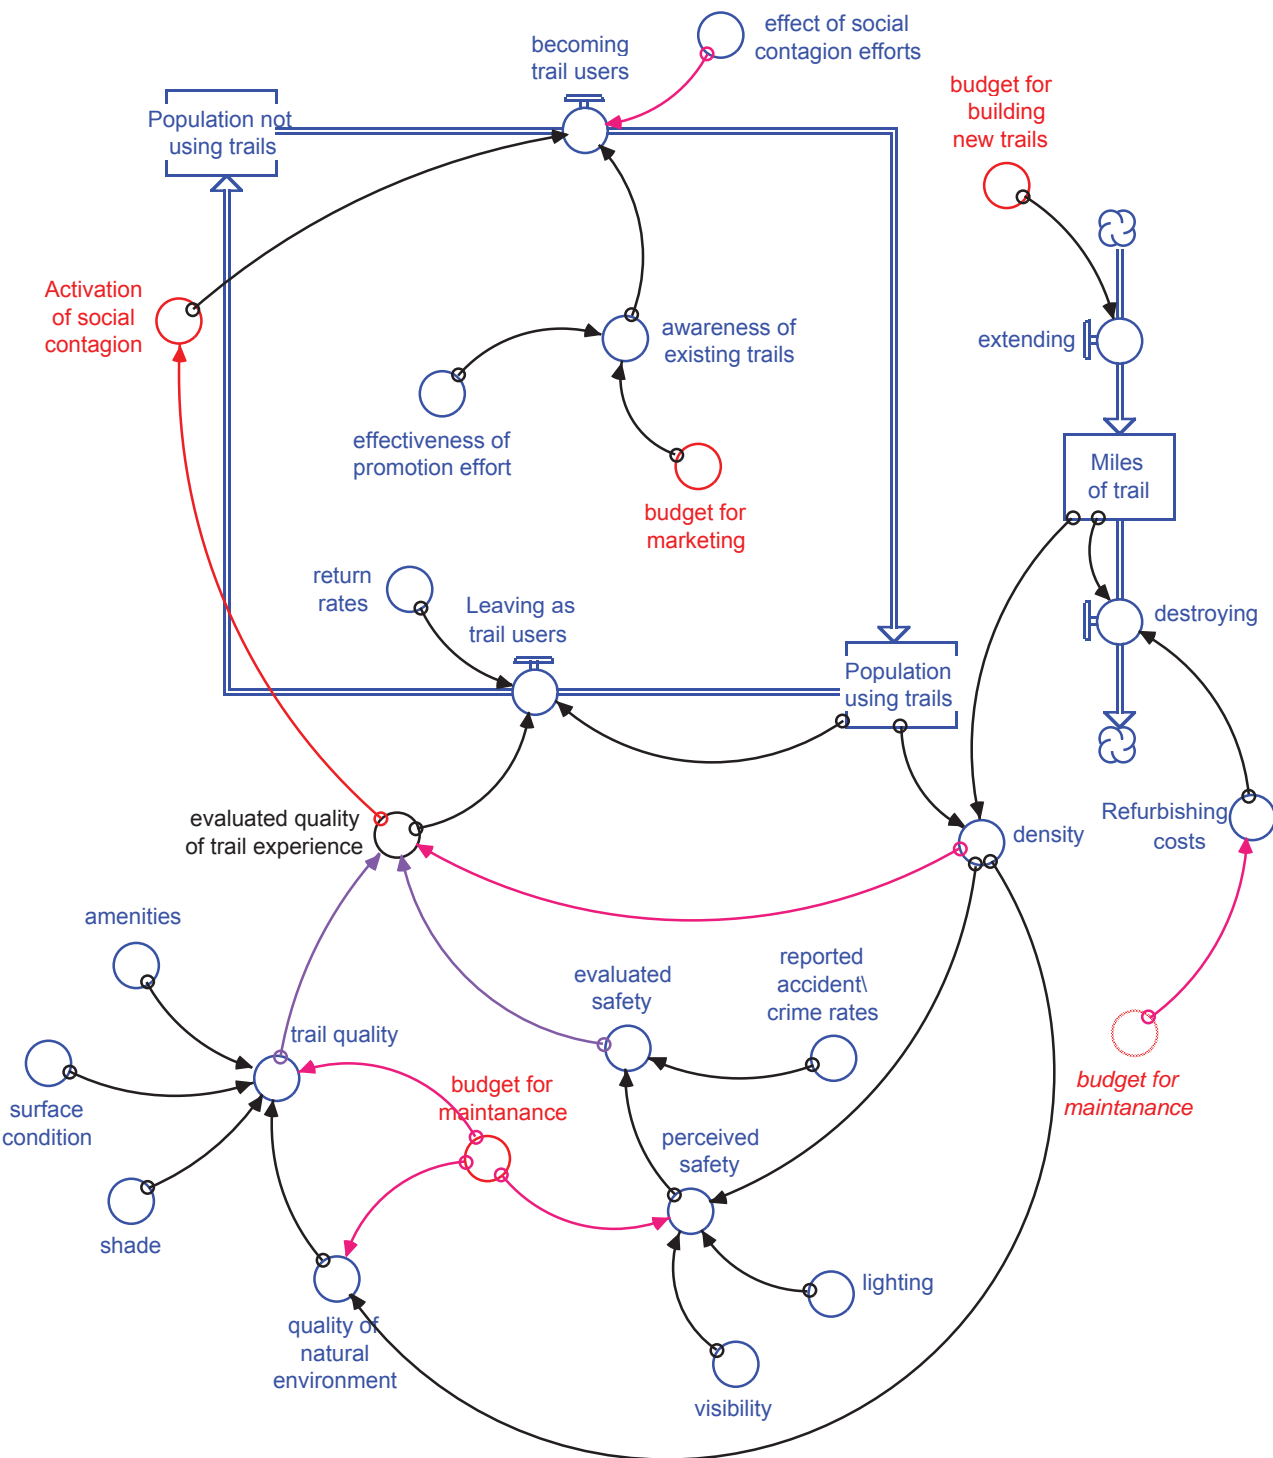 effect of social
contagion efforts
becoming
trail users
budget for
building
new trails
Population not
using trails
Activation
of social
contagion
awareness of
existing trails
extending
effectiveness of
promotion effort
Miles
of trail
budget for
marketing
return
rates
Leaving as
trail users
destroying
Population
using trails
evaluated quality
of trail experience
density
Refurbishing
costs
amenities
evaluated
safety
reported
accident\
crime rates
trail quality
budget for
maintanance
budget for
maintanance
surface
condition
perceived
safety
shade
lighting
quality of
natural
environment
visibility